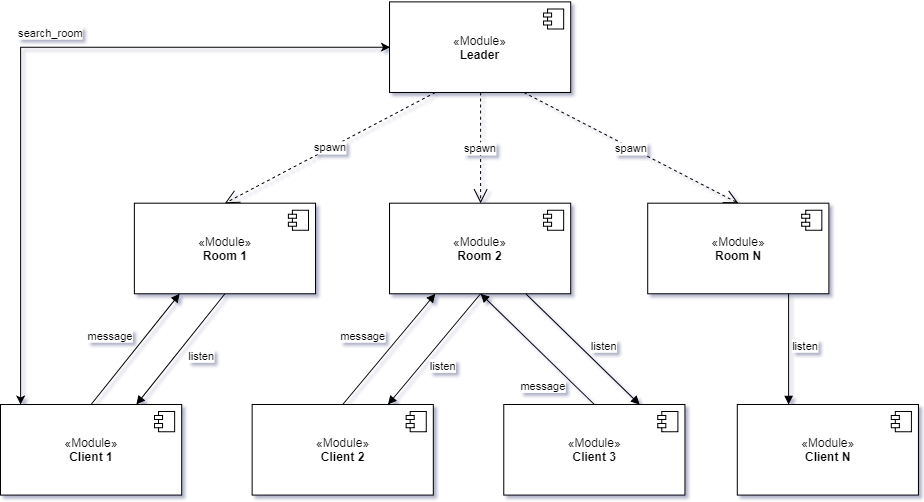 search_room
«Module»
Leader
spawn
spawn
spawn
«Module»
Room 1
«Module»
Room 2
«Module»
Room N
message
listen
message
listen
message
listen
listen
«Module»
Client 1
«Module»
Client 2
«Module»
Client 3
«Module»
Client N